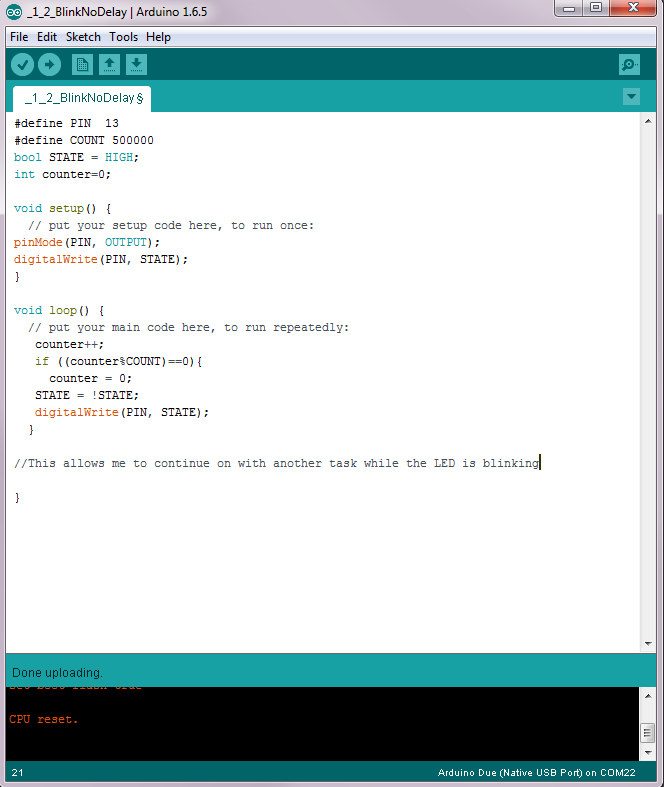 _1_2_BlinkNoDelay | Arduino 1.6.5
File Edit Sketch Tools Help
_1_2_BlinkNoDelay §
#define PIN  13
#define COUNT 500000
bool STATE = HIGH;
int counter=0;
void setup() {
  // put your setup code here, to run once:
pinMode(PIN, OUTPUT);
digitalWrite(PIN, STATE);
}
void loop() {
  // put your main code here, to run repeatedly:
   counter++;
   if ((counter%COUNT)==0){
     counter = 0;
   STATE = !STATE;
   digitalWrite(PIN, STATE);
  }
//This allows me to continue on with another task while the LED is blinking
}
Done uploading.
CPU reset.
21
Arduino Due (Native USB Port) on COM22